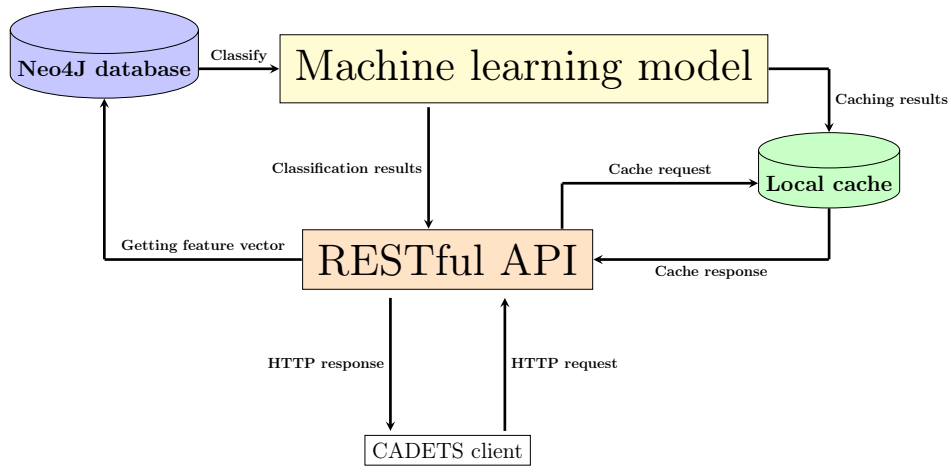 Neo4J database
Classify
Machine learning model
Caching results
Classification results
Cache request
Local cache
Getting feature vector
RESTful API
Cache response
HTTP response
HTTP request
CADETS client